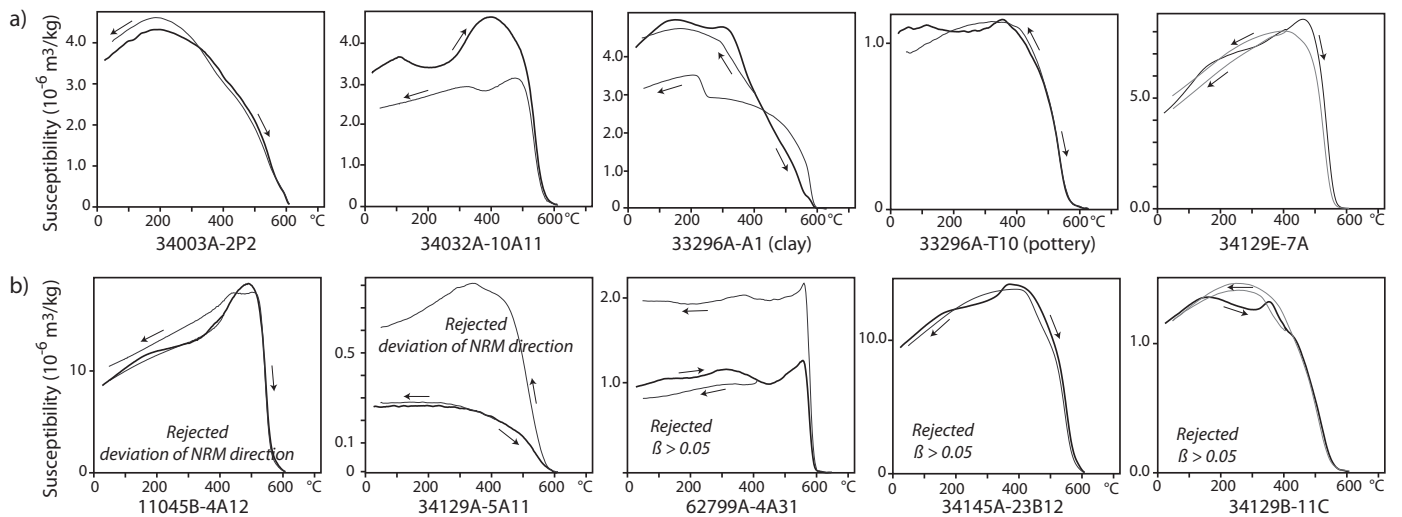 a)
Susceptibility (10⁻⁶ m³/kg)
4.0
3.0
2.0
1.0
0
0 200 400 600 °C
34003A-2P2
4.0
3.0
2.0
1.0
0
0 200 400 600 °C
34032A-10A11
4.0
3.0
2.0
1.0
0
0 200 400 600 °C
33296A-A1 (clay)
1.0
0
0 200 400 600 °C
33296A-T10 (pottery)
5.0
0.0
0 200 400 600 °C
34129E-7A
b)
Susceptibility (10⁻⁶ m³/kg)
10
0
Rejected
deviation of NRM direction
0 200 400 600 °C
11045B-4A12
0.5
0.1
0
Rejected
deviation of NRM direction
0 200 400 600 °C
34129A-5A11
2.0
1.0
0
Rejected
ß > 0.05
0 200 400 600 °C
62799A-4A31
10.0
0
Rejected
ß > 0.05
0 200 400 600 °C
34145A-23B12
1.0
0.0
Rejected
ß > 0.05
0 200 400 600 °C
34129B-11C